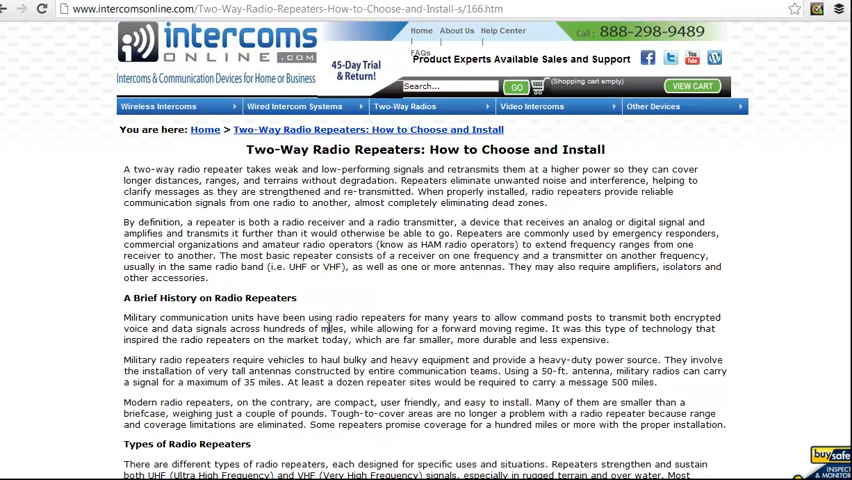 www.intercomsonline.com/Two-Way-Radio-Repeaters-How-to-Choose-and-Install-s/166.htm
intercoms
ONLINE.COM
Intercoms & Communication Devices for Home or Business
45-Day Trial
& Return!
Home About Us Help Center
FAQs
Call: 888-298-9489
Product Experts Available Sales and Support
Search...
GO
(Shopping cart empty)
VIEW CART
Wireless Intercoms Wired Intercom Systems Two-Way Radios Video Intercoms Other Devices
You are here: Home > Two-Way Radio Repeaters: How to Choose and Install
Two-Way Radio Repeaters: How to Choose and Install
A two-way radio repeater takes weak and low-performing signals and retransmits them at a higher power so they can cover
longer distances, ranges, and terrains without degradation. Repeaters eliminate unwanted noise and interference, helping to
clarify messages as they are strengthened and re-transmitted. When properly installed, radio repeaters provide reliable
communication signals from one radio to another, almost completely eliminating dead zones.
By definition, a repeater is both a radio receiver and a radio transmitter, a device that receives an analog or digital signal and
amplifies and transmits it further than it would otherwise be able to go. Repeaters are commonly used by emergency responders,
commercial organizations and amateur radio operators (know as HAM radio operators) to extend frequency ranges from one
receiver to another. The most basic repeater consists of a receiver on one frequency and a transmitter on another frequency,
usually in the same radio band (i.e. UHF or VHF), as well as one or more antennas. They may also require amplifiers, isolators and
other accessories.
A Brief History on Radio Repeaters
Military communication units have been using radio repeaters for many years to allow command posts to transmit both encrypted
voice and data signals across hundreds of miles, while allowing for a forward moving regime. It was this type of technology that
inspired the radio repeaters on the market today, which are far smaller, more durable and less expensive.
Military radio repeaters require vehicles to haul bulky and heavy equipment and provide a heavy-duty power source. They involve
the installation of very tall antennas constructed by entire communication teams. Using a 50-ft. antenna, military radios can carry
a signal for a maximum of 35 miles. At least a dozen repeater sites would be required to carry a message 500 miles.
Modern radio repeaters, on the contrary, are compact, user friendly, and easy to install. Many of them are smaller than a
briefcase, weighing just a couple of pounds. Tough-to-cover areas are no longer a problem with a radio repeater because range
and coverage limitations are eliminated. Some repeaters promise coverage for a hundred miles or more with the proper installation.
Types of Radio Repeaters
There are different types of radio repeaters, each designed for specific uses and situations. Repeaters strengthen and sustain
both UHF (Ultra High Frequency) and VHF (Very High Frequency) signals, especially in rugged terrain and over water. Most
buySAFE
INSPECT
& MONITO